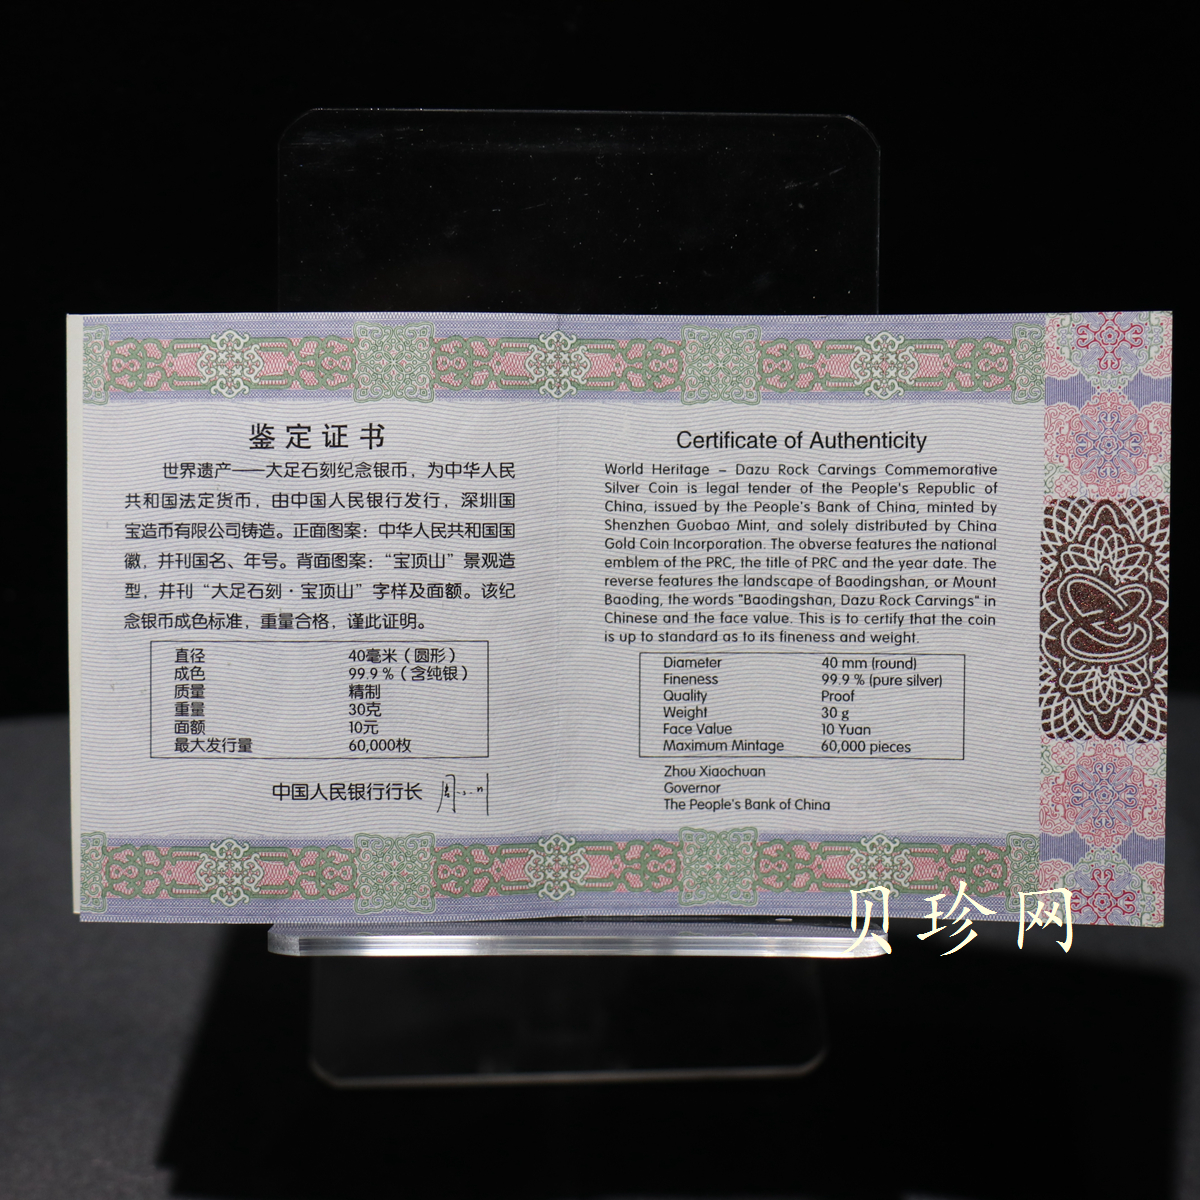 鉴定证书
世界遗产——大足石刻纪念银币，为中华人民
共和国法定货币，由中国人民银行发行，深圳国
宝造币有限公司铸造。正面图案：中华人民共和国国
徽，并刊国名、年号。背面图案：“宝顶山”景观造
型，并刊“大足石刻·宝顶山”字样及面额。该纪
念银币成色标准，重量合格，谨此证明。
直径 40毫米（圆形）
成色 99.9％（含纯银）
质量 精制
重量 30克
面额 10元
最大发行量 60,000枚
中国人民银行行长
Certificate of Authenticity
World Heritage – Dazu Rock Carvings Commemorative
Silver Coin is legal tender of the People's Republic of
China, issued by the People's Bank of China, minted by
Shenzhen Guobao Mint, and solely distributed by China
Gold Coin Incorporation. The obverse features the national
emblem of the PRC, the title of PRC and the year date. The
reverse features the landscape of Baodingshan, or Mount
Baoding, the words "Baodingshan, Dazu Rock Carvings" in
Chinese and the face value. This is to certify that the coin
is up to standard as to its fineness and weight.
Diameter 40 mm (round)
Fineness 99.9 % (pure silver)
Quality Proof
Weight 30 g
Face Value 10 Yuan
Maximum Mintage 60,000 pieces
Zhou Xiaochuan
Governor
The People's Bank of China
贝珍网